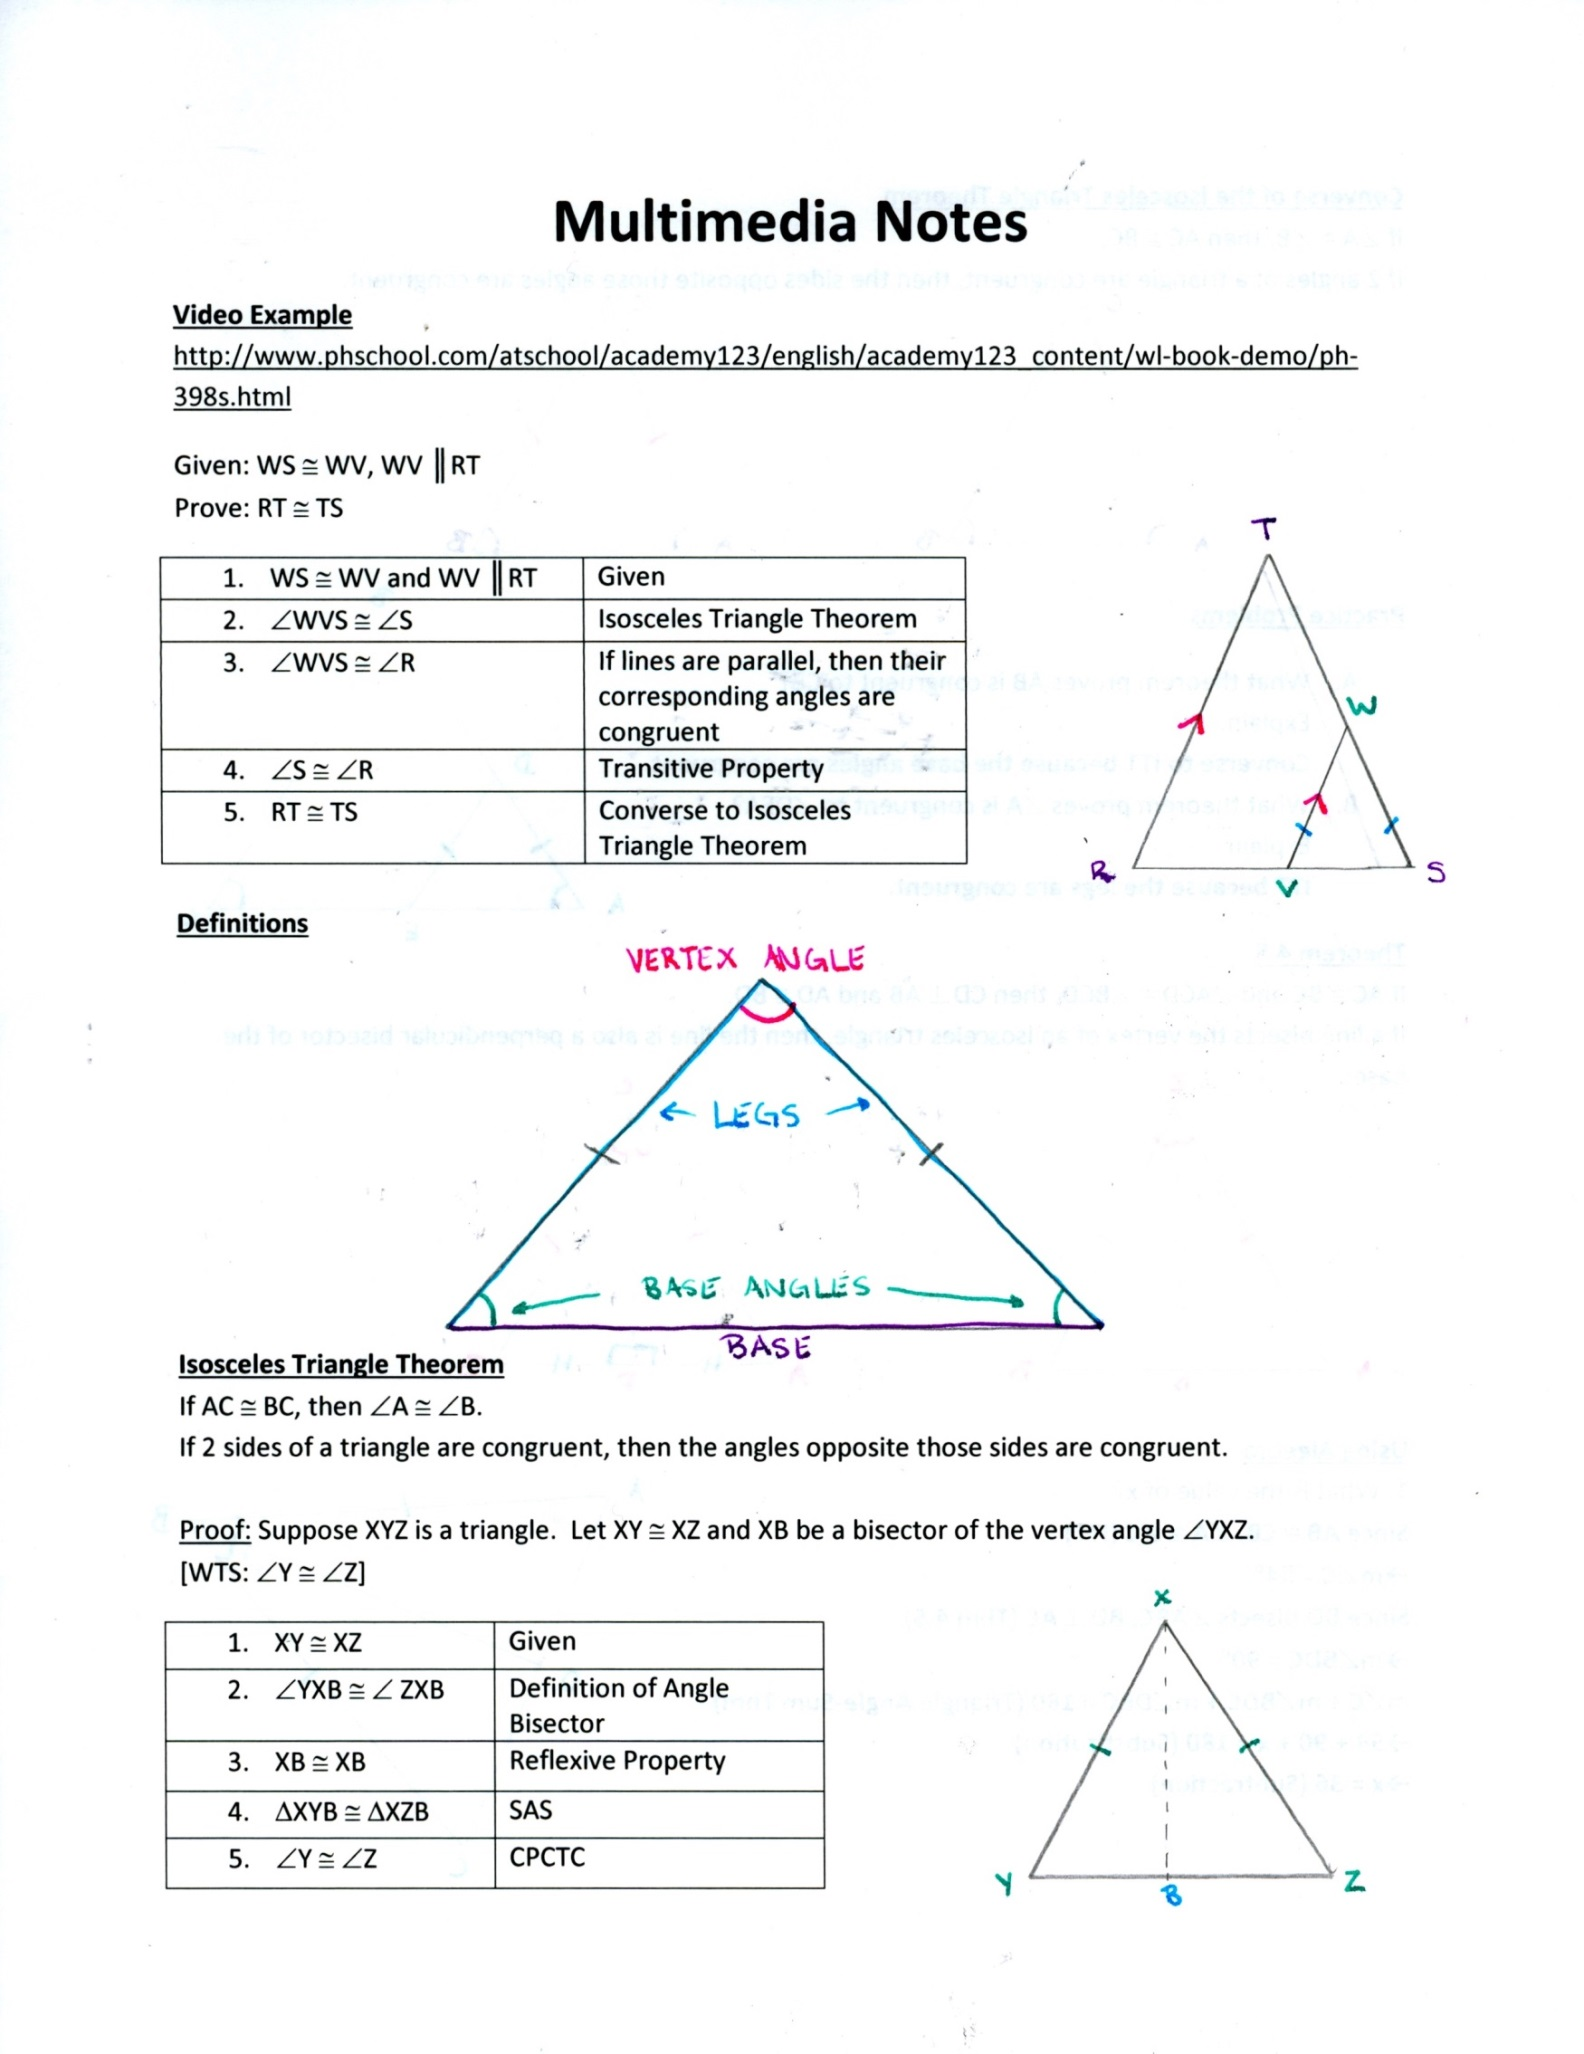 Multimedia Notes
Video Example
http://www.phschool.com/atschool/academy123/english/academy123_content/wl-book-demo/ph-
398s.html
Given: WS ≅ WV, WV ∥ RT
Prove: RT ≅ TS
1. WS ≅ WV and WV ∥ RT Given
2. ∠WVS ≅ ∠S Isosceles Triangle Theorem
3. ∠WVS ≅ ∠R If lines are parallel, then their
corresponding angles are
congruent
4. ∠S ≅ ∠R Transitive Property
5. RT ≅ TS Converse to Isosceles
Triangle Theorem
T
W
R
V
S
Definitions
VERTEX ANGLE
LEGS
BASE ANGLES
BASE
Isosceles Triangle Theorem
If AC ≅ BC, then ∠A ≅ ∠B.
If 2 sides of a triangle are congruent, then the angles opposite those sides are congruent.
Proof: Suppose XYZ is a triangle. Let XY ≅ XZ and XB be a bisector of the vertex angle ∠YXZ.
[WTS: ∠Y ≅ ∠Z]
1. XY ≅ XZ Given
2. ∠YXB ≅ ∠ ZXB Definition of Angle
Bisector
3. XB ≅ XB Reflexive Property
4. ΔXYB ≅ ΔXZB SAS
5. ∠Y ≅ ∠Z CPCTC
X
Y
B
Z